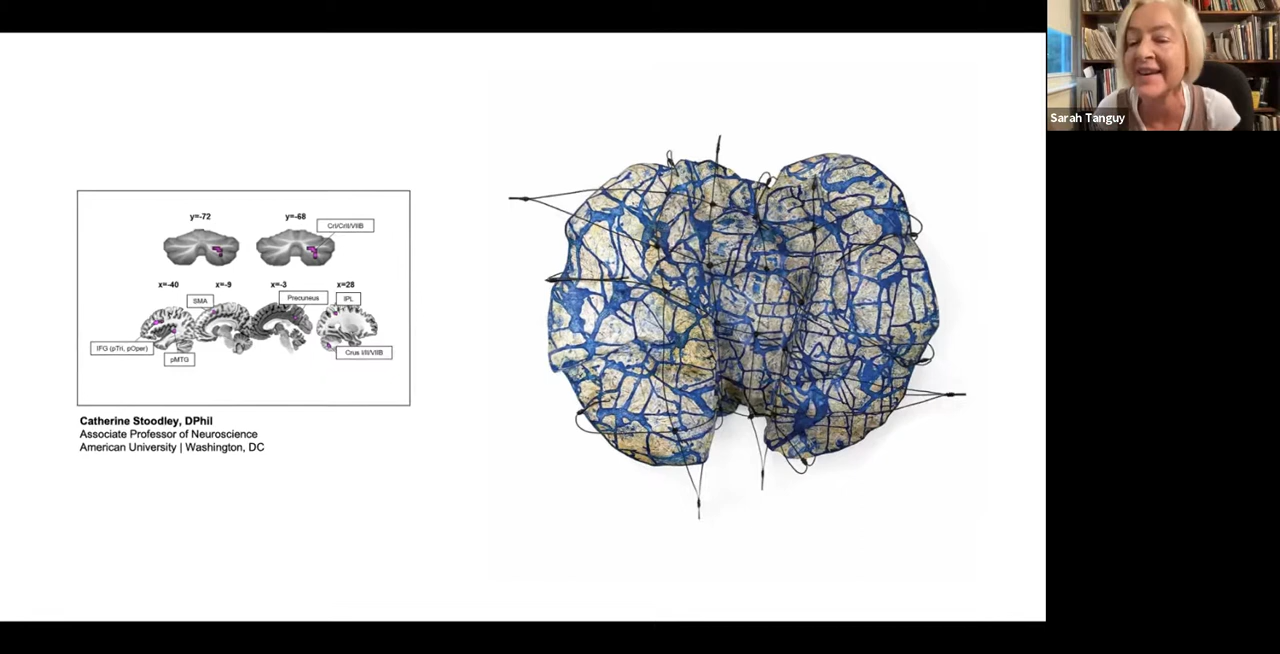 y=-72
y=-68
Crl/CrII/VIIB
x=-40
x=-9
x=-3
x=28
SMA
Precuneus
IPL
IFG (pTri, pOper)
pMTG
Crus I/II/VIIB
Catherine Stoodley, DPhil
Associate Professor of Neuroscience
American University | Washington, DC
Sarah Tanguy